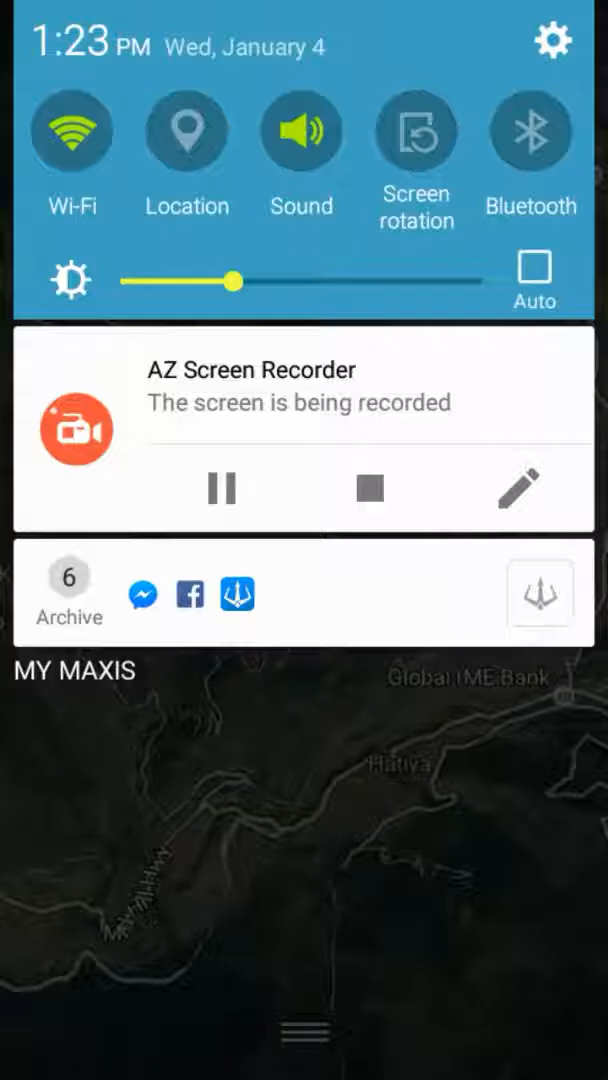 1:23 PM Wed, January 4
Wi-Fi
Location
Sound
Screen
rotation
Bluetooth
Auto
AZ Screen Recorder
The screen is being recorded
6
Archive
MY MAXIS
Global IME Bank
Hatiya